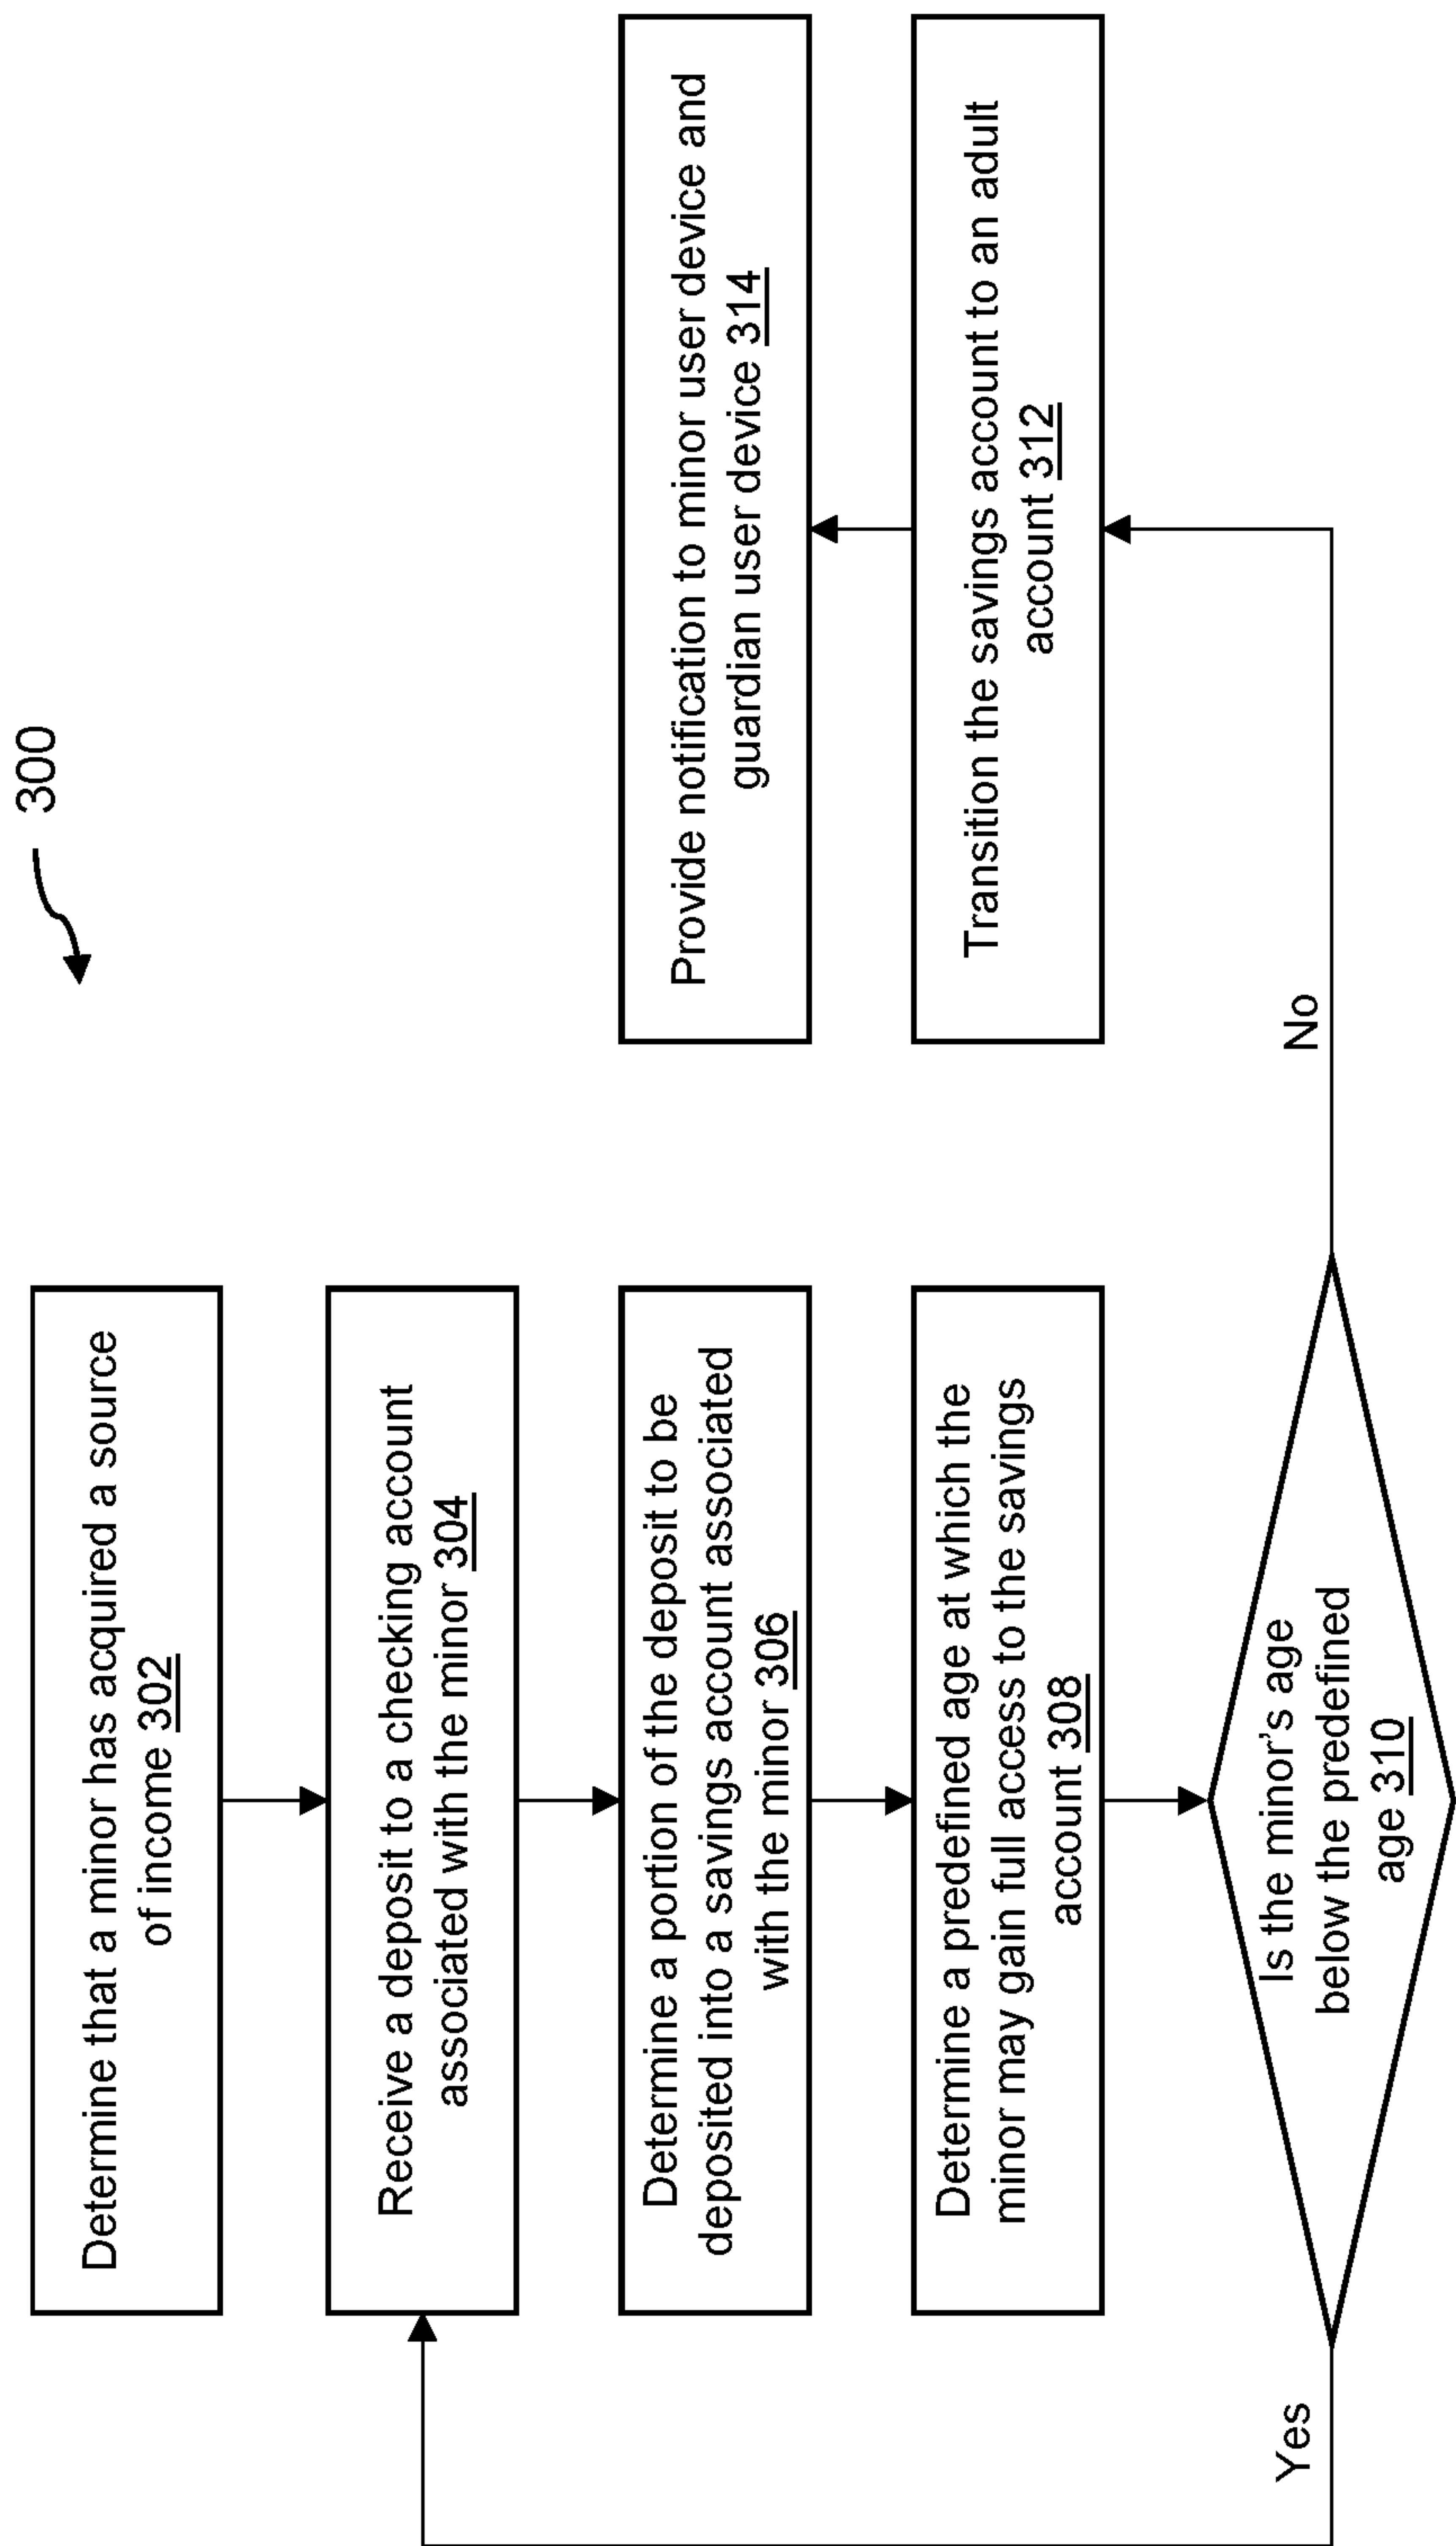 300
Determine that a minor has acquired a source
of income 302
Receive a deposit to a checking account
associated with the minor 304
Determine a portion of the deposit to be
deposited into a savings account associated
with the minor 306
Determine a predefined age at which the
minor may gain full access to the savings
account 308
Is the minor's age
below the predefined
age 310
Yes
No
Transition the savings account to an adult
account 312
Provide notification to minor user device and
guardian user device 314